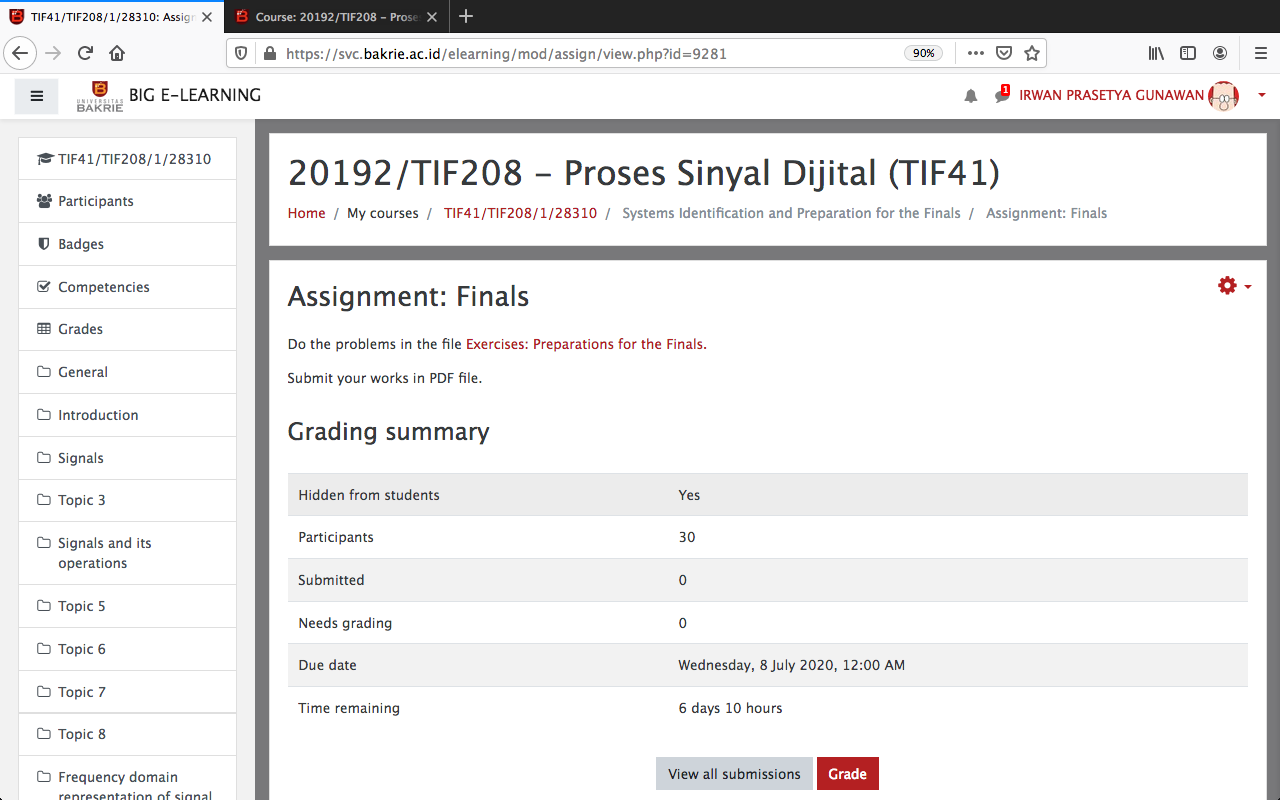 TIF41/TIF208/1/28310: Assign
Course: 20192/TIF208 – Prose
https://svc.bakrie.ac.id/elearning/mod/assign/view.php?id=9281
90%
UNIVERSITAS
BAKRIE
BIG E-LEARNING
1
IRWAN PRASETYA GUNAWAN
TIF41/TIF208/1/28310
Participants
Badges
Competencies
Grades
General
Introduction
Signals
Topic 3
Signals and its
operations
Topic 5
Topic 6
Topic 7
Topic 8
Frequency domain
representation of signal
20192/TIF208 – Proses Sinyal Dijital (TIF41)
Home / My courses / TIF41/TIF208/1/28310 / Systems Identification and Preparation for the Finals / Assignment: Finals
Assignment: Finals
Do the problems in the file Exercises: Preparations for the Finals.
Submit your works in PDF file.
Grading summary
Hidden from students Yes
Participants 30
Submitted 0
Needs grading 0
Due date Wednesday, 8 July 2020, 12:00 AM
Time remaining 6 days 10 hours
View all submissions Grade